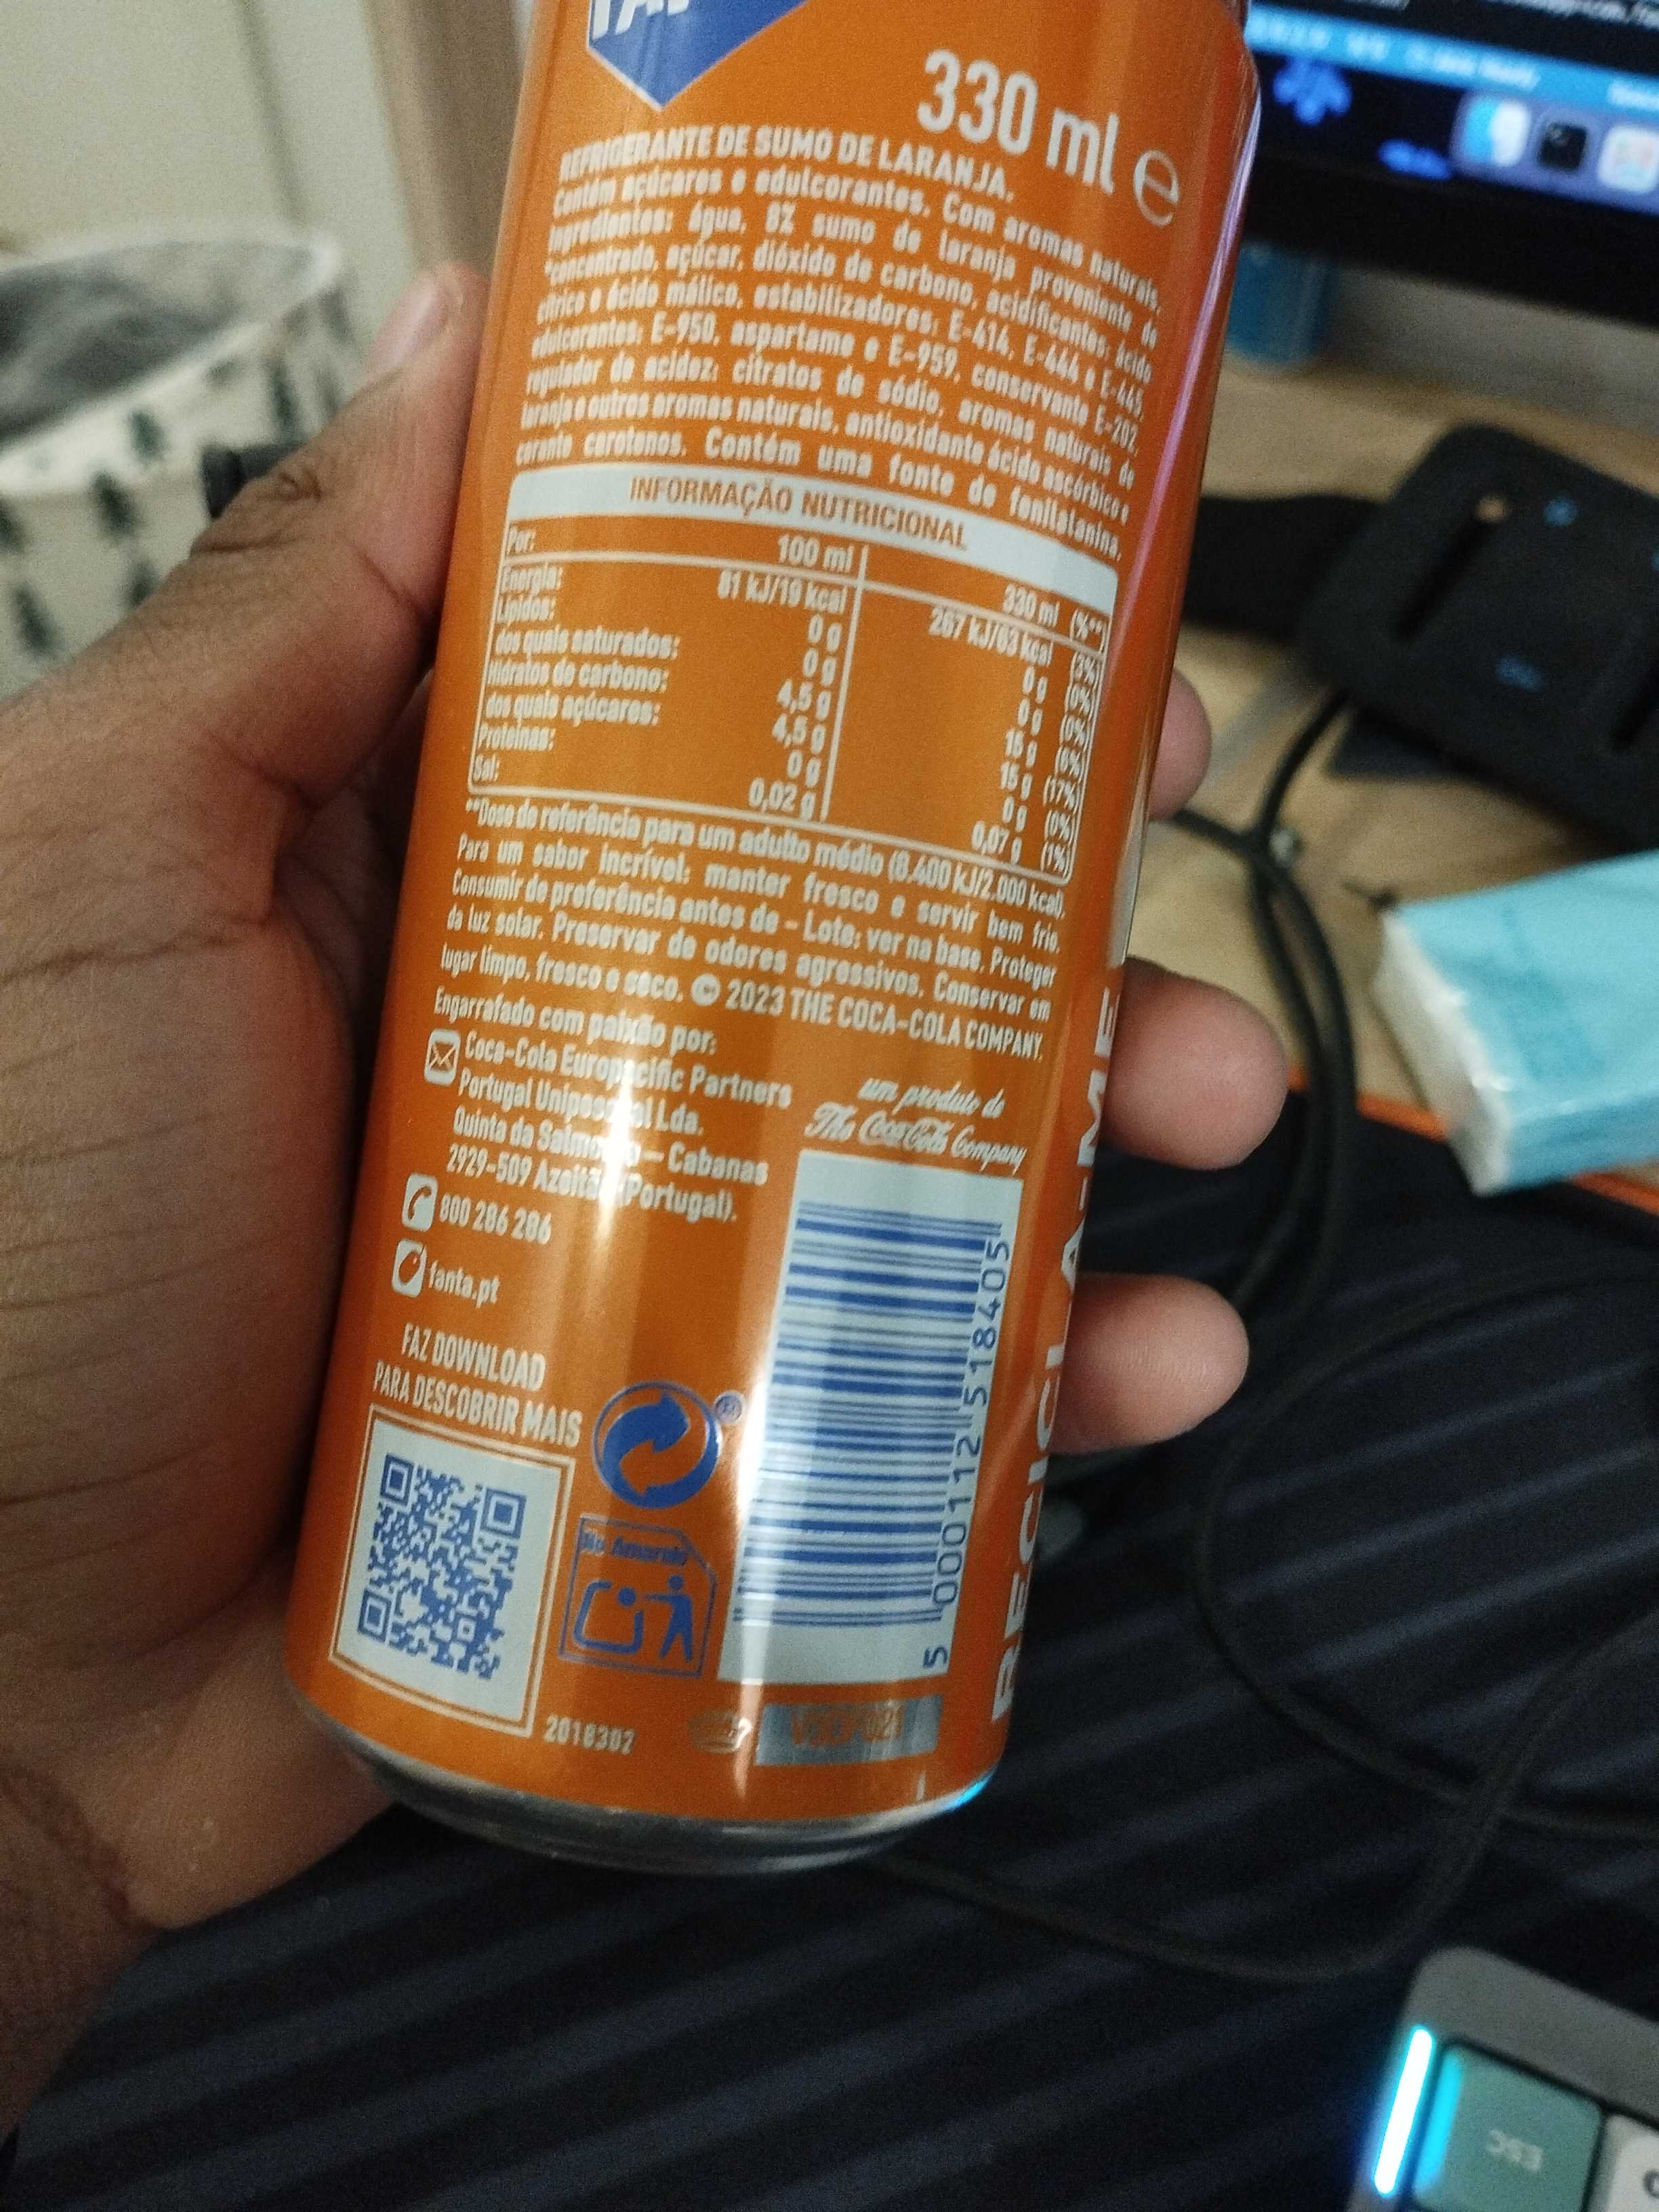 330 ml e
REFRIGERANTE DE SUMO DE LARANJA.
Contém açúcares e edulcorantes. Com aromas naturais.
Ingredientes: água, 8% sumo de laranja proveniente de
concentrado, açúcar, dióxido de carbono, acidificantes: ácido
cítrico e ácido málico, estabilizadores: E-414, E-444 e E-445,
edulcorantes: E-950, aspartame e E-959, conservante E-202,
regulador de acidez: citratos de sódio, aromas naturais de
laranja e outros aromas naturais, antioxidante ácido ascórbico e
corante carotenos. Contém uma fonte de fenilalanina.
INFORMAÇÃO NUTRICIONAL
Por: 100 ml 330 ml (%**)
Energia: 81 kJ/19 kcal 267 kJ/63 kcal (3%)
Lípidos: 0 g 0 g (0%)
dos quais saturados: 0 g 0 g (0%)
Hidratos de carbono: 4,5 g 15 g (6%)
dos quais açúcares: 4,5 g 15 g (17%)
Proteínas: 0 g 0 g (0%)
Sal: 0,02 g 0,07 g (1%)
**Dose de referência para um adulto médio (8.400 kJ/2.000 kcal).
Para um sabor incrível: manter fresco e servir bem frio.
Consumir de preferência antes de - Lote: ver na base. Proteger
da luz solar. Preservar de odores agressivos. Conservar em
lugar limpo, fresco e seco. © 2023 THE COCA-COLA COMPANY.
Engarrafado com paixão por:
Coca-Cola Europacific Partners
Portugal Unipessoal Lda.
Quinta da Salmoura – Cabanas
2929-509 Azeitão (Portugal).
800 286 286
fanta.pt
um produto de
The Coca-Cola Company
FAZ DOWNLOAD
PARA DESCOBRIR MAIS
5 000112 518405
RECICLA-ME
2018302
ESC